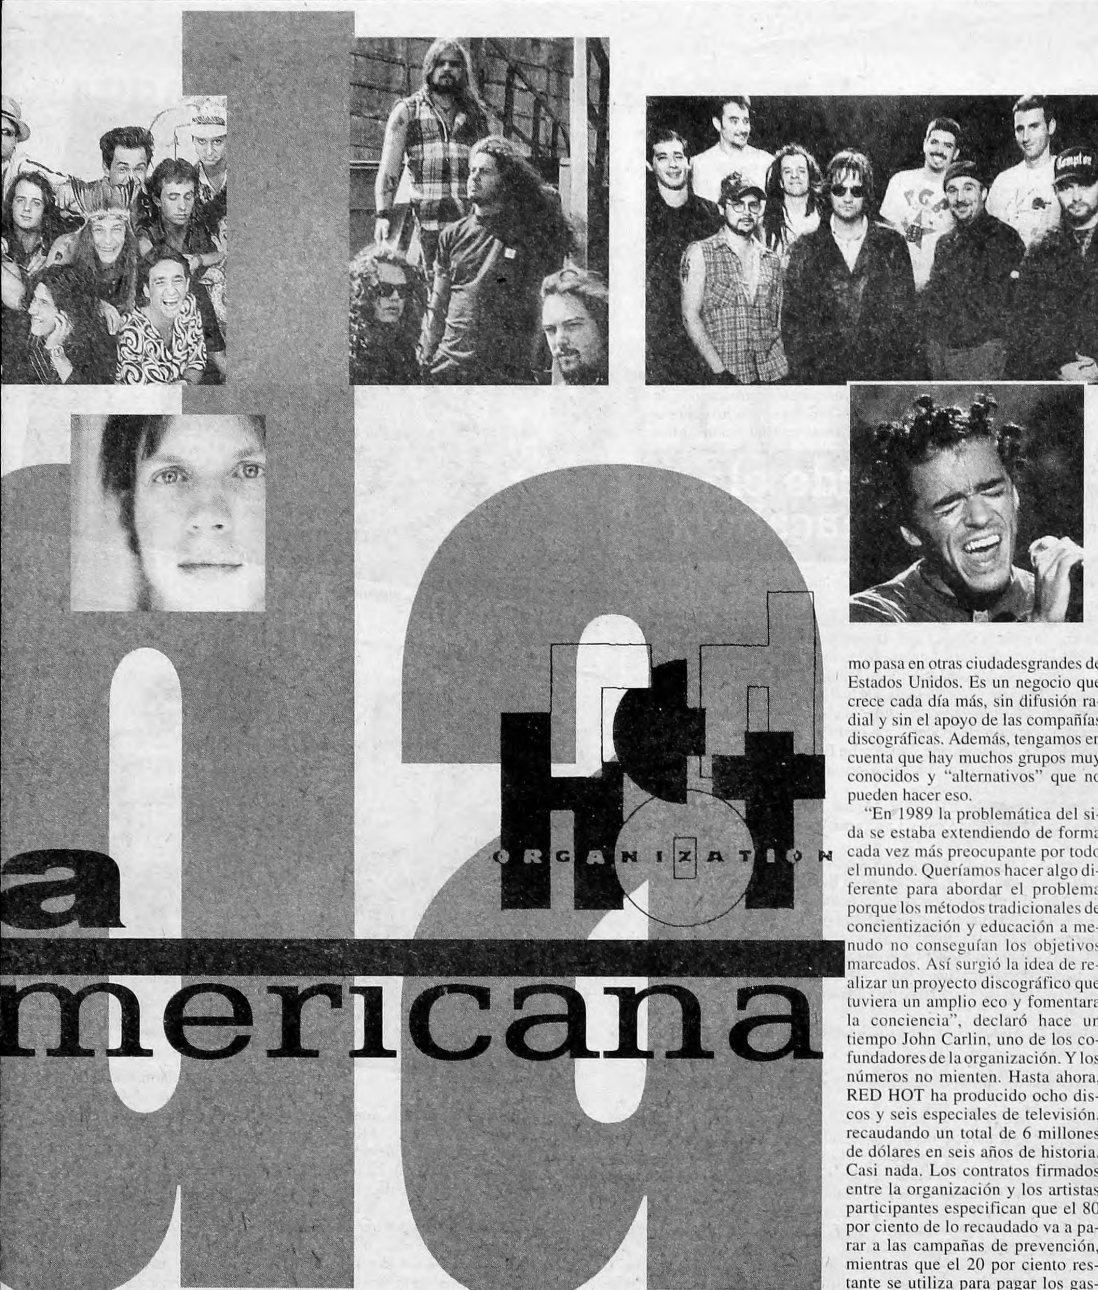 Compton
a
mericana
hot
ORGANIZATION
mo pasa en otras ciudadesgrandes de
Estados Unidos. Es un negocio que
crece cada día más, sin difusión ra-
dial y sin el apoyo de las compañías
discográficas. Además, tengamos en
cuenta que hay muchos grupos muy
conocidos y "alternativos" que no
pueden hacer eso.
"En 1989 la problemática del si-
da se estaba extendiendo de forma
cada vez más preocupante por todo
el mundo. Queríamos hacer algo di-
ferente para abordar el problema
porque los métodos tradicionales de
concientización y educación a me-
nudo no conseguían los objetivos
marcados. Así surgió la idea de re-
alizar un proyecto discográfico que
tuviera un amplio eco y fomentara
la conciencia", declaró hace un
tiempo John Carlin, uno de los co-
fundadores de la organización. Y los
números no mienten. Hasta ahora,
RED HOT ha producido ocho dis-
cos y seis especiales de televisión,
recaudando un total de 6 millones
de dólares en seis años de historia.
Casi nada. Los contratos firmados
entre la organización y los artistas
participantes especifican que el 80
por ciento de lo recaudado va a pa-
rar a las campañas de prevención,
mientras que el 20 por ciento res-
tante se utiliza para pagar los gas-